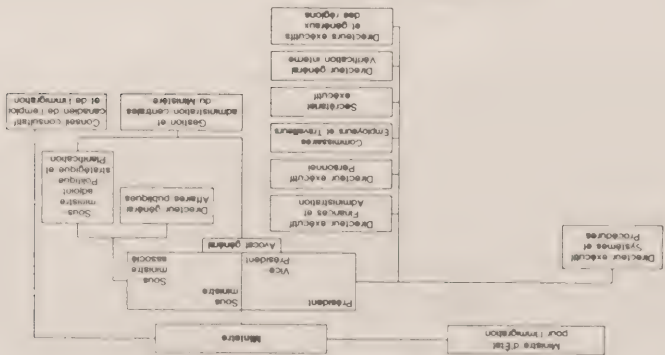 Ministre d'État
pour l'immigration
Ministre
Président
Sous
ministre
Vice-
Président
Sous
ministre
associé
Avocat général
Directeur exécutif
Systèmes et
Procédures
Directeur exécutif
Finances et
Administration
Directeur exécutif
Personnel
Commissaires
Employeurs et Travailleurs
Secrétariat
exécutif
Directeur général
Vérification interne
Directeurs exécutifs
et généraux
des régions
Directeur général
Affaires publiques
Sous-
ministre
adjoint
Politique
stratégique et
Planification
Gestion et
administration centrales
du Ministère
Conseil consultatif
canadien de l'emploi
et de l'immigration